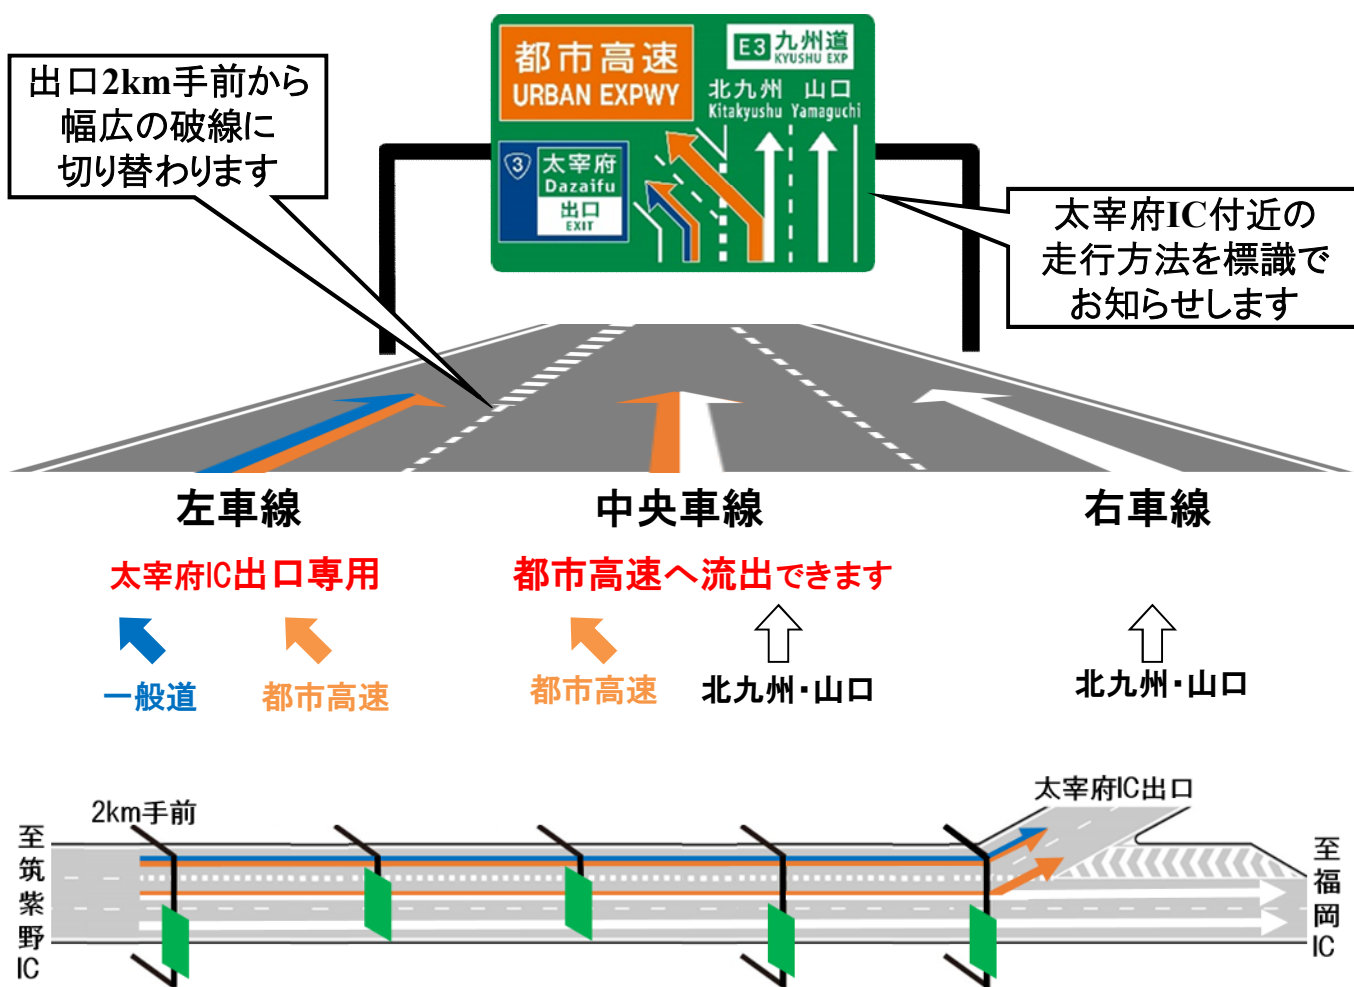 出口2km手前から
幅広の破線に
切り替わります
都市高速
URBAN EXPWY
E3 九州道
KYUSHU EXP
北九州 山口
Kitakyushu Yamaguchi
3
太宰府
Dazaifu
出口
EXIT
太宰府IC付近の
走行方法を標識で
お知らせします
左車線
中央車線
右車線
太宰府IC出口専用
都市高速へ流出できます
一般道
都市高速
都市高速
北九州・山口
北九州・山口
2km手前
太宰府IC出口
至筑紫野IC
至福岡IC